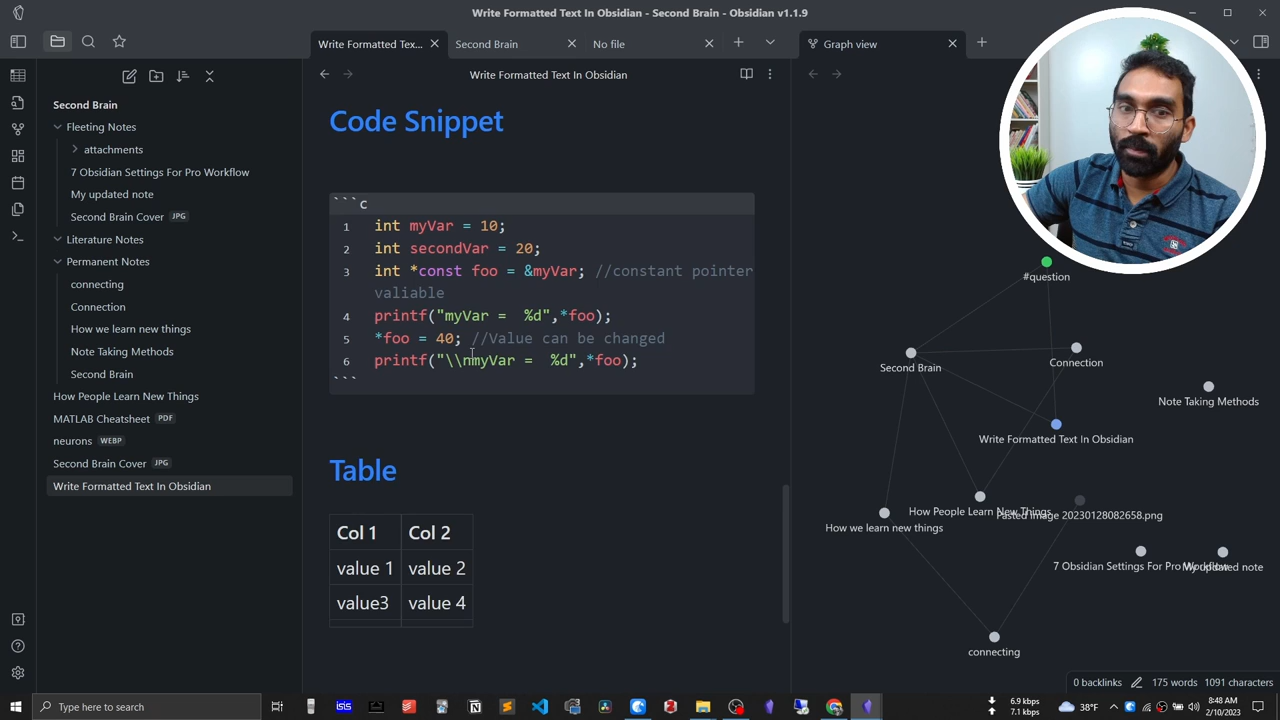 Write Formatted Text In Obsidian - Second Brain - Obsidian v1.1.9
Write Formatted Tex...
Second Brain
No file
Graph view
Write Formatted Text In Obsidian
Second Brain
Fleeting Notes
attachments
7 Obsidian Settings For Pro Workflow
My updated note
Second Brain Cover JPG
Literature Notes
Permanent Notes
connecting
Connection
How we learn new things
Note Taking Methods
Second Brain
How People Learn New Things
MATLAB Cheatsheet PDF
neurons WEBP
Second Brain Cover JPG
Write Formatted Text In Obsidian
Code Snippet
```c
1 int myVar = 10;
2 int secondVar = 20;
3 int *const foo = &myVar; //constant pointer
valiable
4 printf("myVar =  %d",*foo);
5 *foo = 40; //Value can be changed
6 printf("\\nmyVar =  %d",*foo);
```
Table
Col 1 Col 2
value 1 value 2
value3 value 4
#question
Second Brain
Connection
Note Taking Methods
Write Formatted Text In Obsidian
How People Learn New Things
Pasted image 20230128082658.png
How we learn new things
7 Obsidian Settings For Pro Workflow
My updated note
connecting
0 backlinks 175 words 1091 characters
Type here to search
isis
6.9 kbps
7.1 kbps
38°F
8:48 AM
2/10/2023